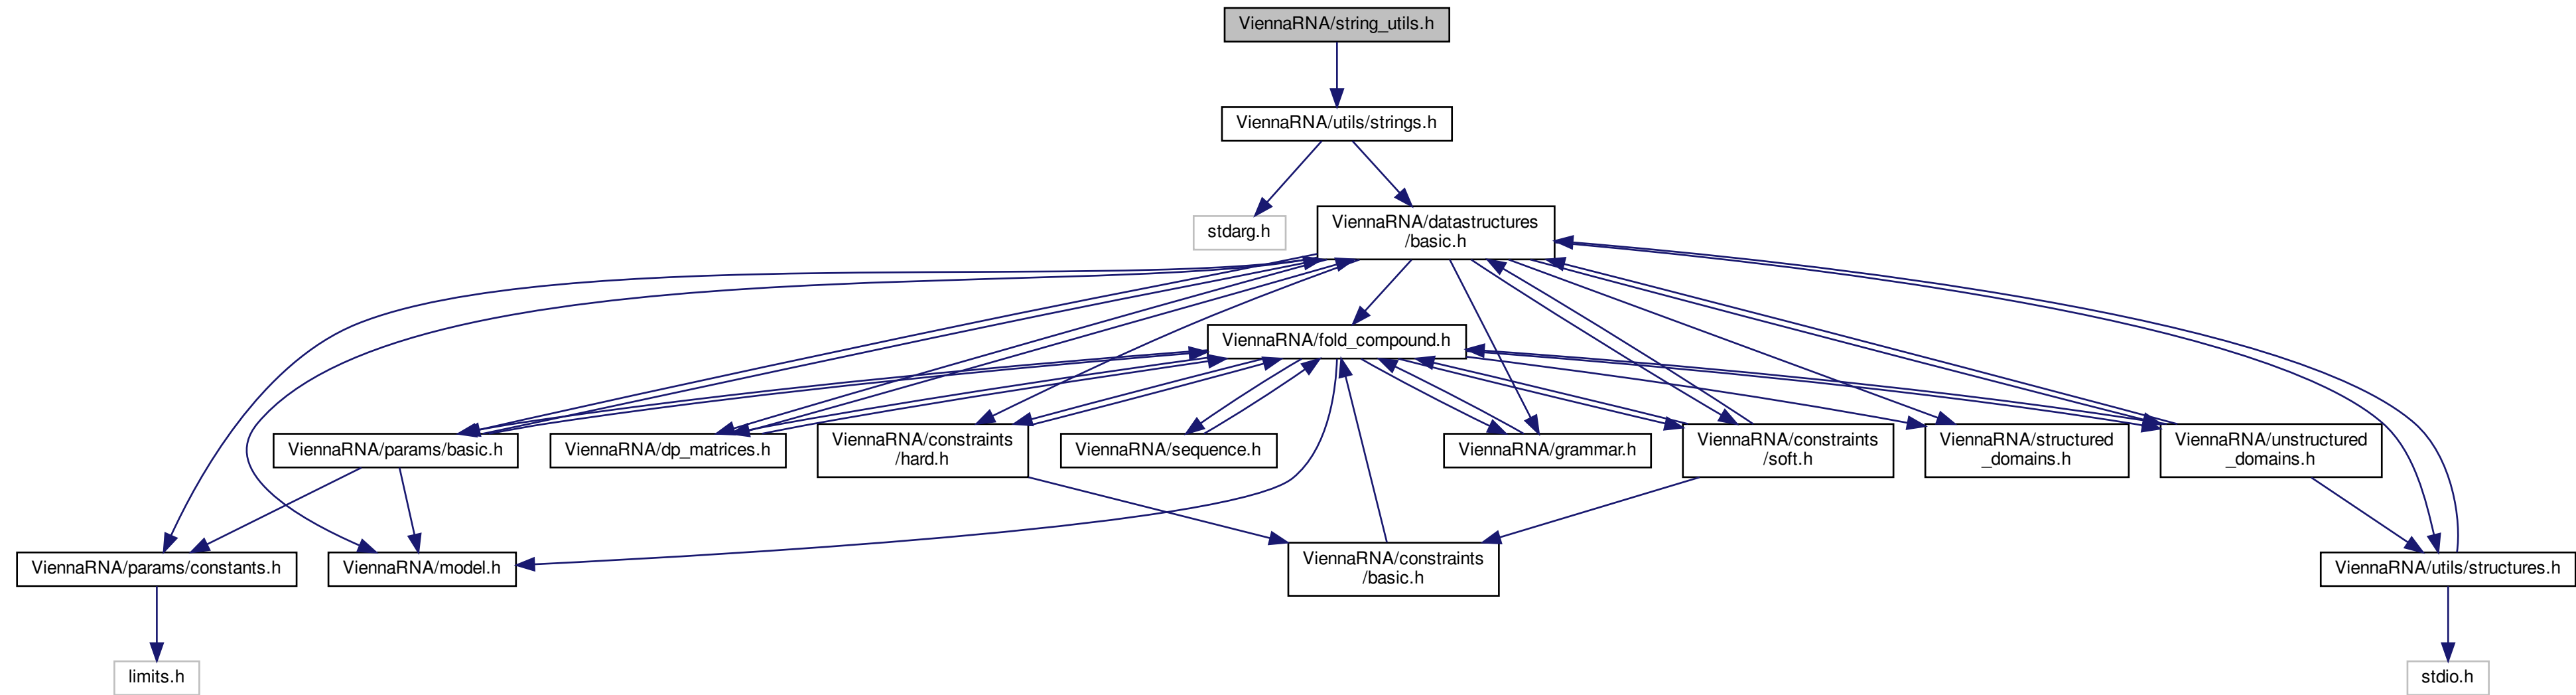 ViennaRNA/string_utils.h
ViennaRNA/utils/strings.h
stdarg.h
ViennaRNA/datastructures
/basic.h
ViennaRNA/fold_compound.h
ViennaRNA/params/basic.h
ViennaRNA/dp_matrices.h
ViennaRNA/constraints
/hard.h
ViennaRNA/sequence.h
ViennaRNA/grammar.h
ViennaRNA/constraints
/soft.h
ViennaRNA/structured
_domains.h
ViennaRNA/unstructured
_domains.h
ViennaRNA/params/constants.h
ViennaRNA/model.h
ViennaRNA/constraints
/basic.h
ViennaRNA/utils/structures.h
limits.h
stdio.h